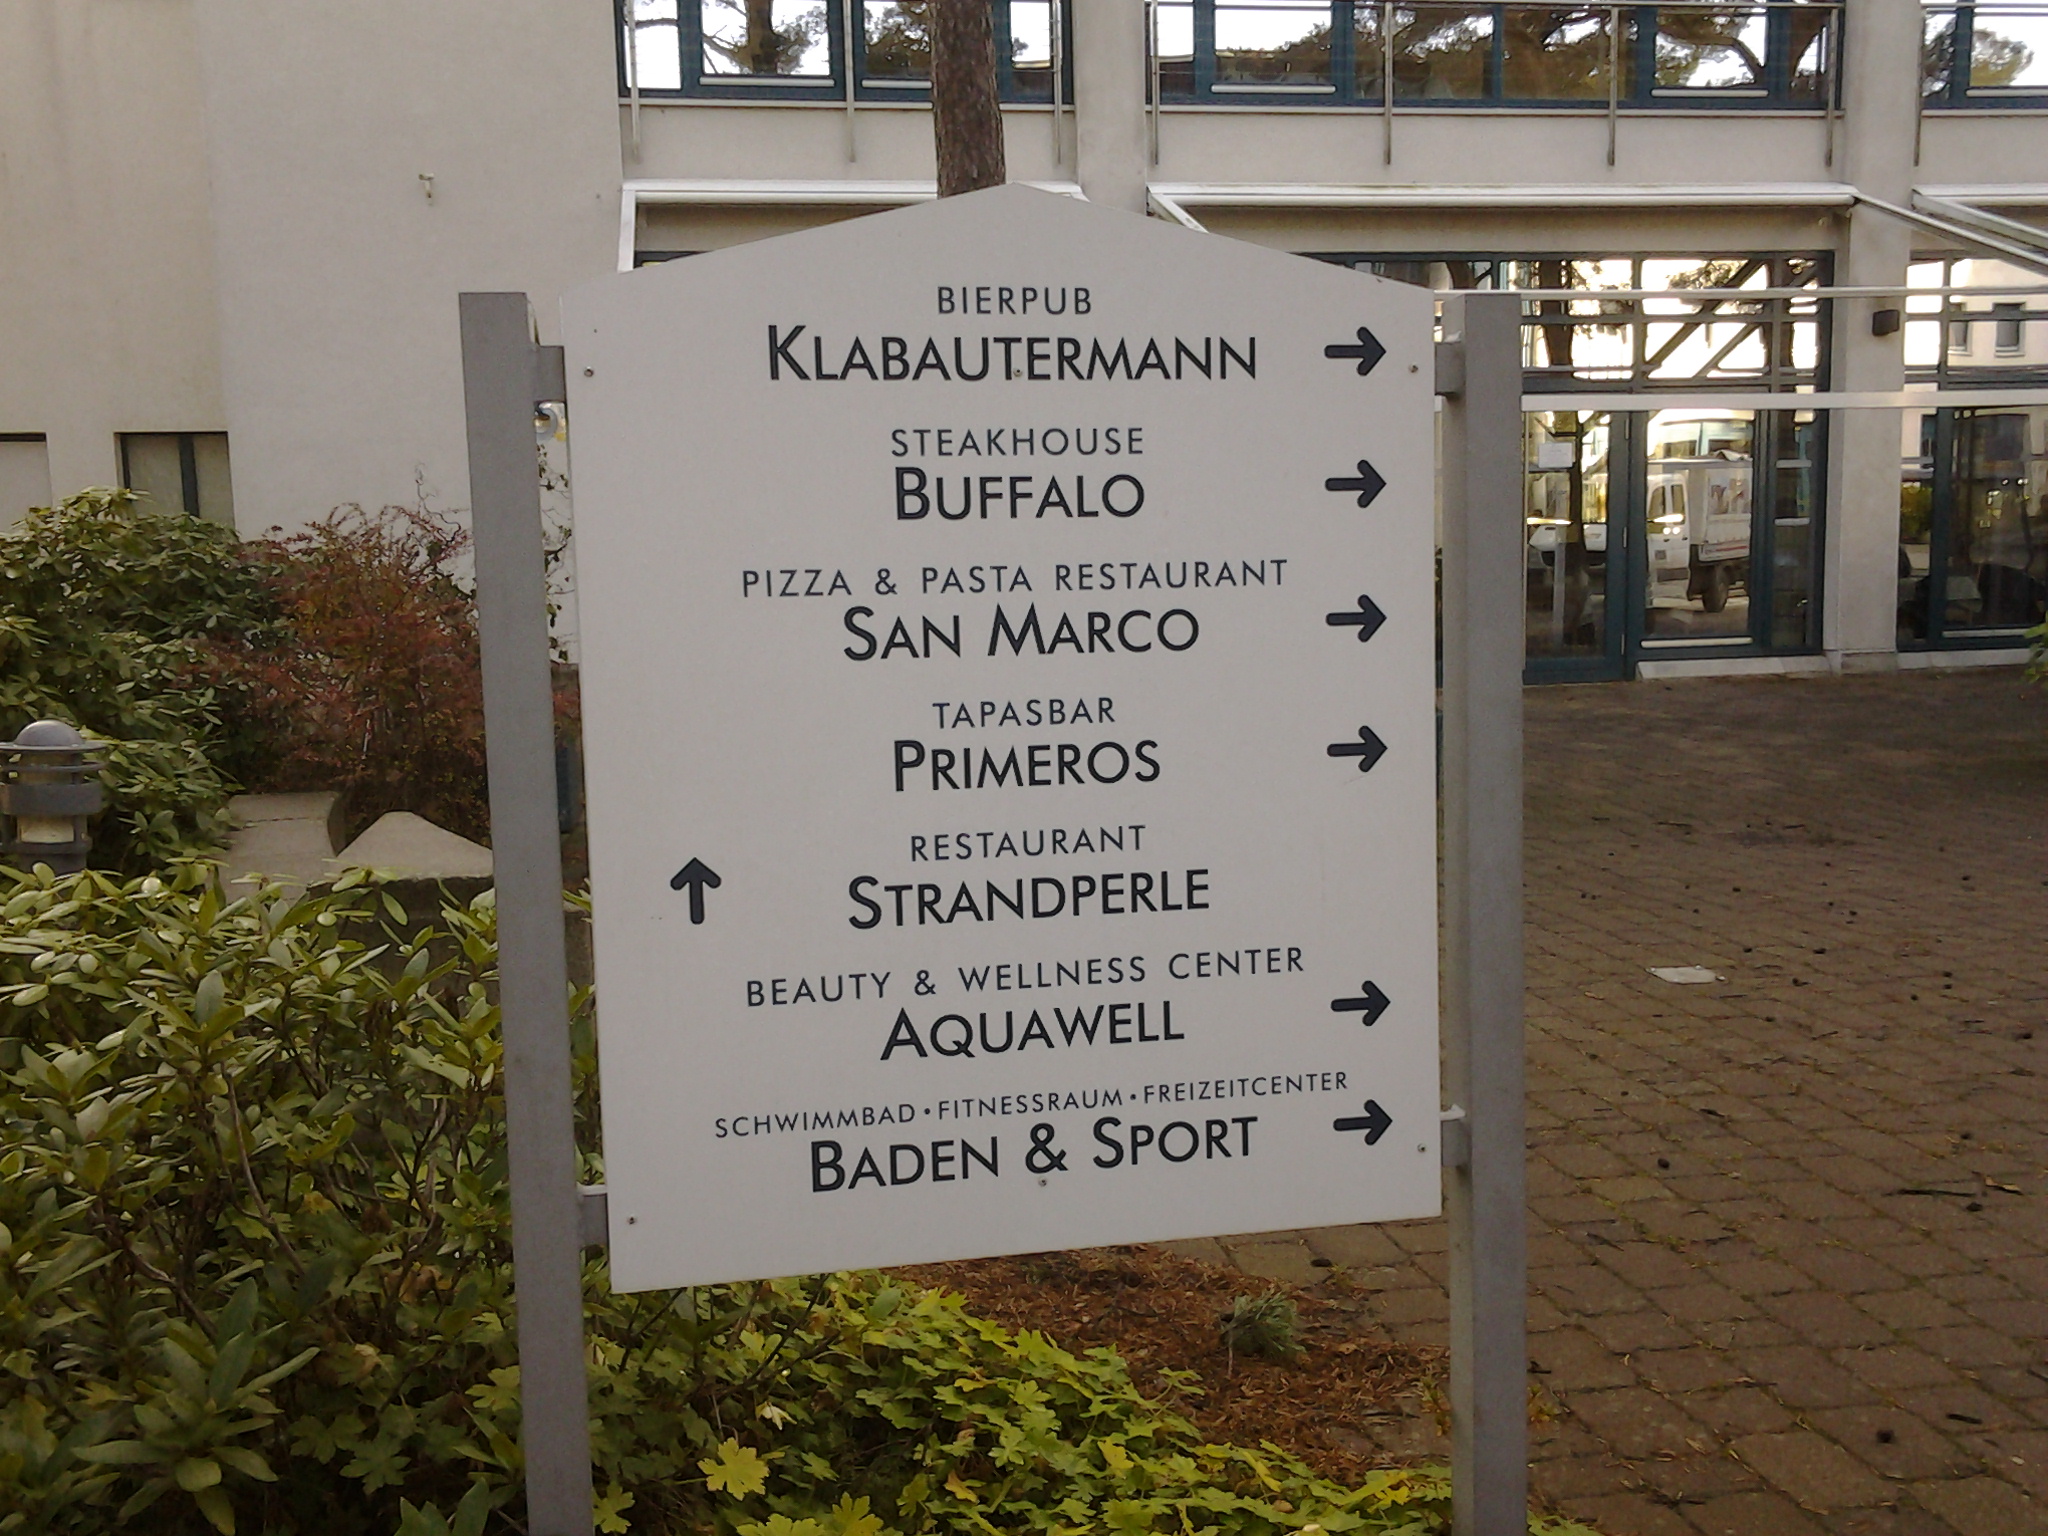 BIERPUB
KLABAUTERMANN
STEAKHOUSE
BUFFALO
PIZZA & PASTA RESTAURANT
SAN MARCO
TAPASBAR
PRIMEROS
RESTAURANT
STRANDPERLE
BEAUTY & WELLNESS CENTER
AQUAWELL
SCHWIMMBAD • FITNESSRAUM • FREIZEITCENTER
BADEN & SPORT